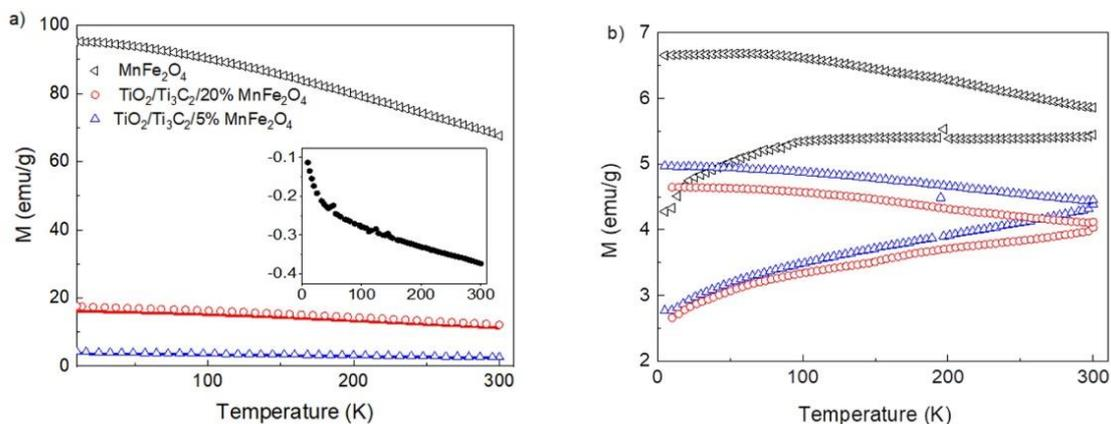 a)
100
80
60
40
20
0
M (emu/g)
MnFe₂O₄
TiO₂/Ti₃C₂/20% MnFe₂O₄
TiO₂/Ti₃C₂/5% MnFe₂O₄
-0.1
-0.2
-0.3
-0.4
0 100 200 300
100 200 300
Temperature (K)
b)
7
6
5
4
3
2
M (emu/g)
0 100 200 300
Temperature (K)